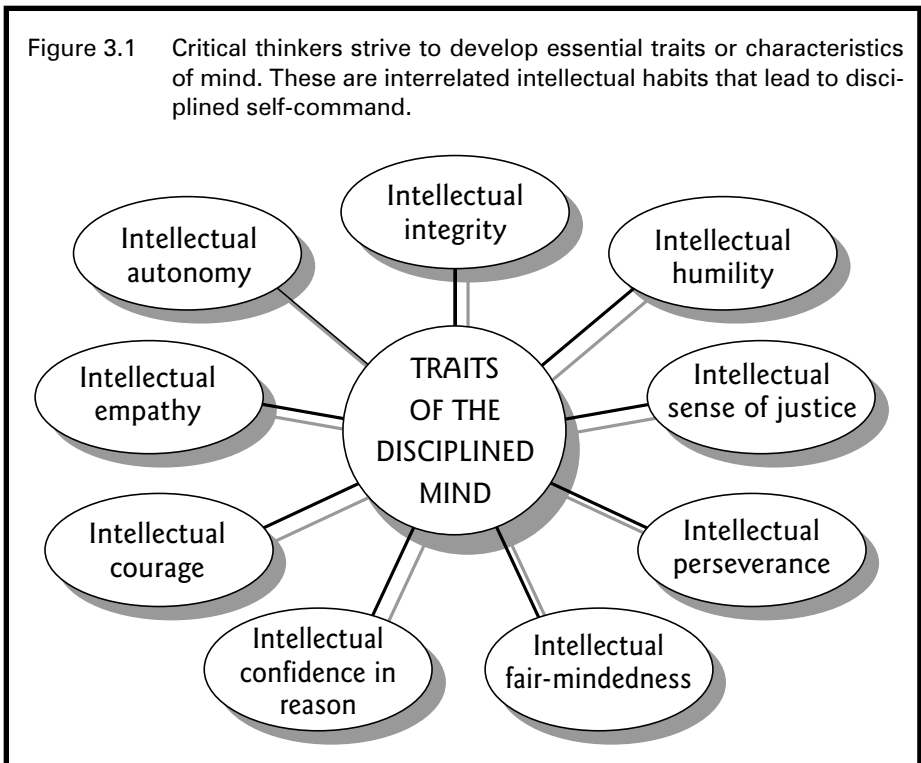 Figure 3.1 Critical thinkers strive to develop essential traits or characteristics
of mind. These are interrelated intellectual habits that lead to disci-
plined self-command.
Intellectual
integrity
Intellectual
autonomy
Intellectual
humility
Intellectual
empathy
TRAITS
OF THE
DISCIPLINED
MIND
Intellectual
sense of justice
Intellectual
courage
Intellectual
perseverance
Intellectual
confidence in
reason
Intellectual
fair-mindedness